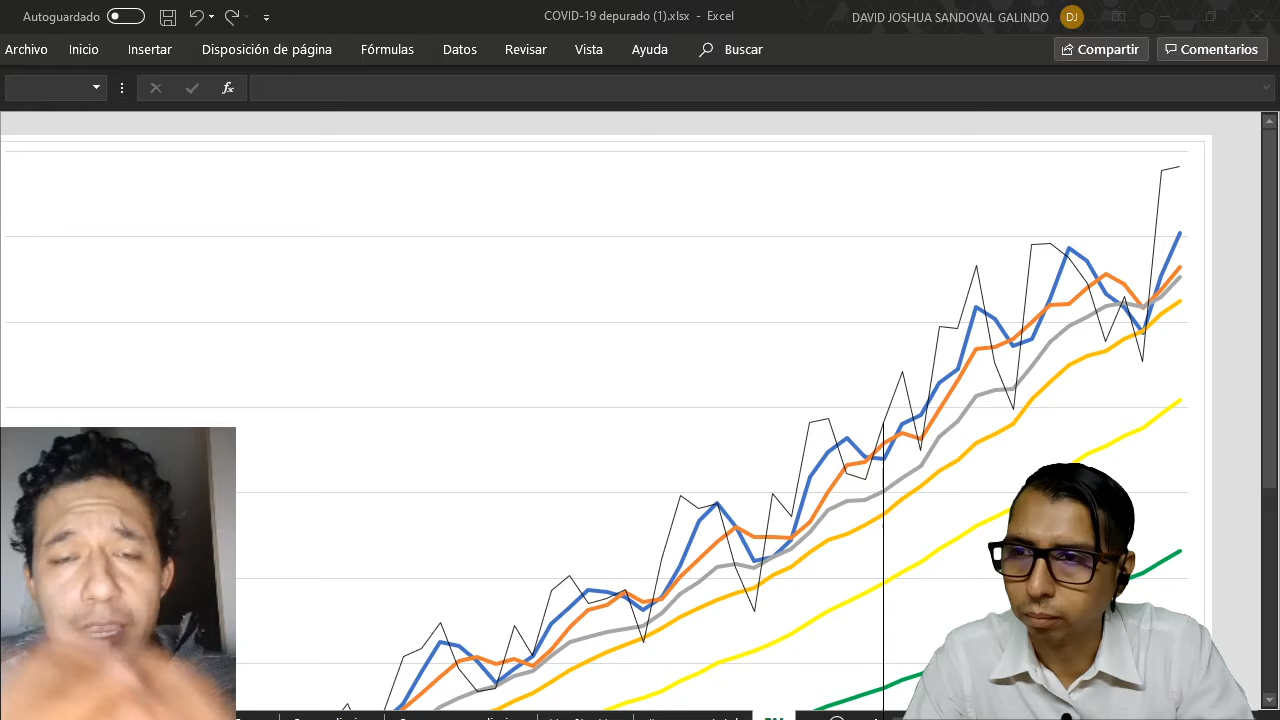 Autoguardado
COVID-19 depurado (1).xlsx - Excel
DAVID JOSHUA SANDOVAL GALINDO
DJ
Archivo
Inicio
Insertar
Disposición de página
Fórmulas
Datos
Revisar
Vista
Ayuda
Buscar
Compartir
Comentarios
fx